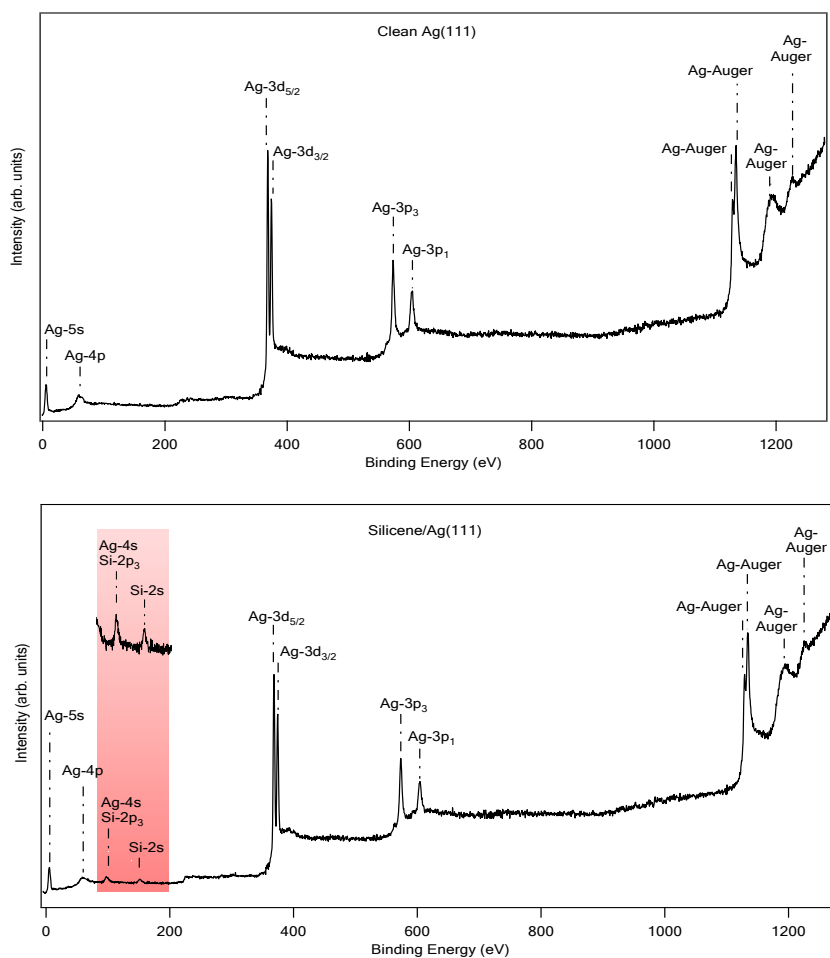 Clean Ag(111)
Ag-
Auger
Ag-Auger
Ag-3d5/2
Ag-Auger
Ag-3d3/2
Ag-
Auger
Ag-3p3
Ag-3p1
Ag-5s
Ag-4p
Intensity (arb. units)
0 200 400 600 800 1000 1200
Binding Energy (eV)
Silicene/Ag(111)
Ag-4s
Si-2p3
Si-2s
Ag-
Auger
Ag-Auger
Ag-3d5/2
Ag-Auger
Ag-
Auger
Ag-3d3/2
Ag-3p3
Ag-5s
Ag-3p1
Ag-4p
Ag-4s
Si-2p3
Si-2s
Intensity (arb. units)
0 200 400 600 800 1000 1200
Binding Energy (eV)